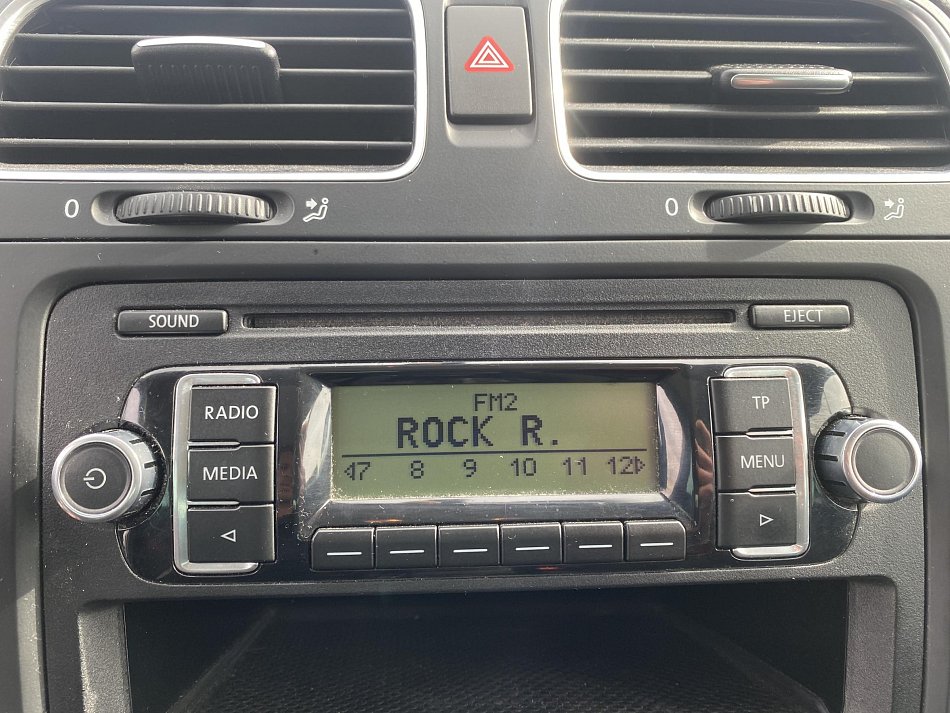 0
0
SOUND
EJECT
RADIO
FM2
TP
ROCK R.
MEDIA
7 8 9 10 11 12
MENU